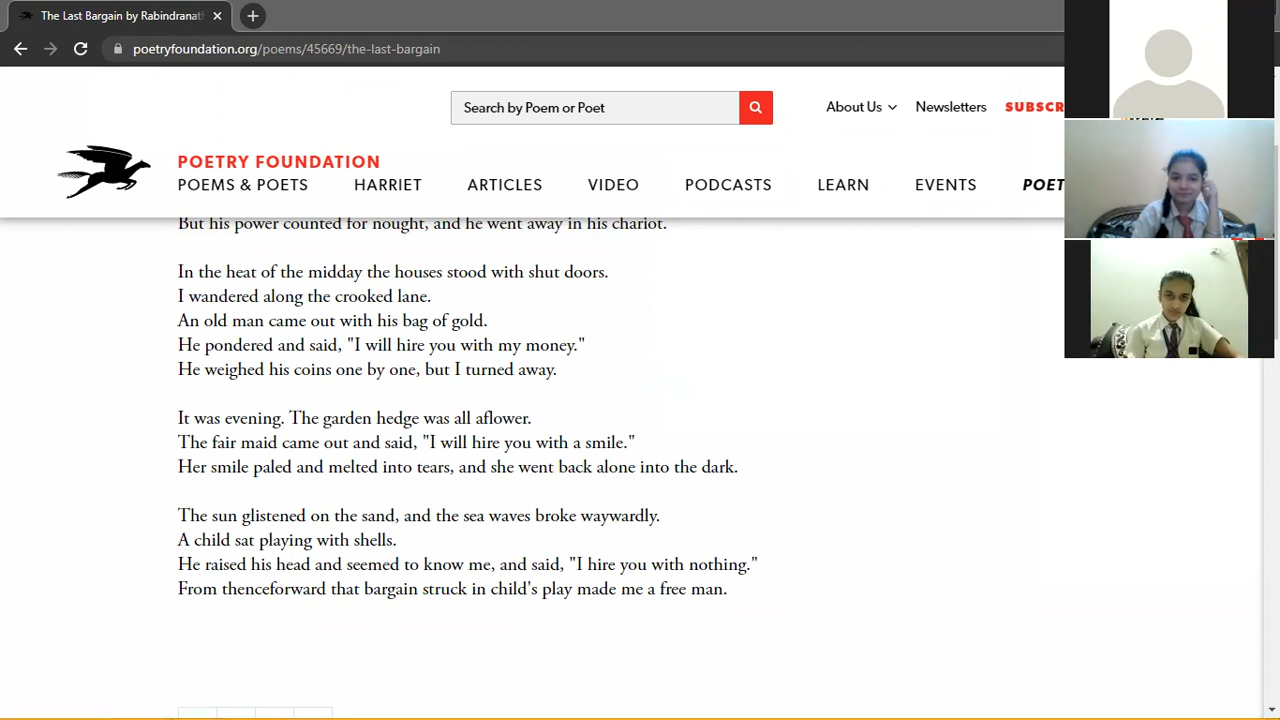 The Last Bargain by Rabindranath
poetryfoundation.org/poems/45669/the-last-bargain
Search by Poem or Poet
About Us
Newsletters
SUBSCR
POETRY FOUNDATION
POEMS & POETS
HARRIET
ARTICLES
VIDEO
PODCASTS
LEARN
EVENTS
POET
But his power counted for nought, and he went away in his chariot.
In the heat of the midday the houses stood with shut doors.
I wandered along the crooked lane.
An old man came out with his bag of gold.
He pondered and said, "I will hire you with my money."
He weighed his coins one by one, but I turned away.
It was evening. The garden hedge was all aflower.
The fair maid came out and said, "I will hire you with a smile."
Her smile paled and melted into tears, and she went back alone into the dark.
The sun glistened on the sand, and the sea waves broke waywardly.
A child sat playing with shells.
He raised his head and seemed to know me, and said, "I hire you with nothing."
From thenceforward that bargain struck in child's play made me a free man.